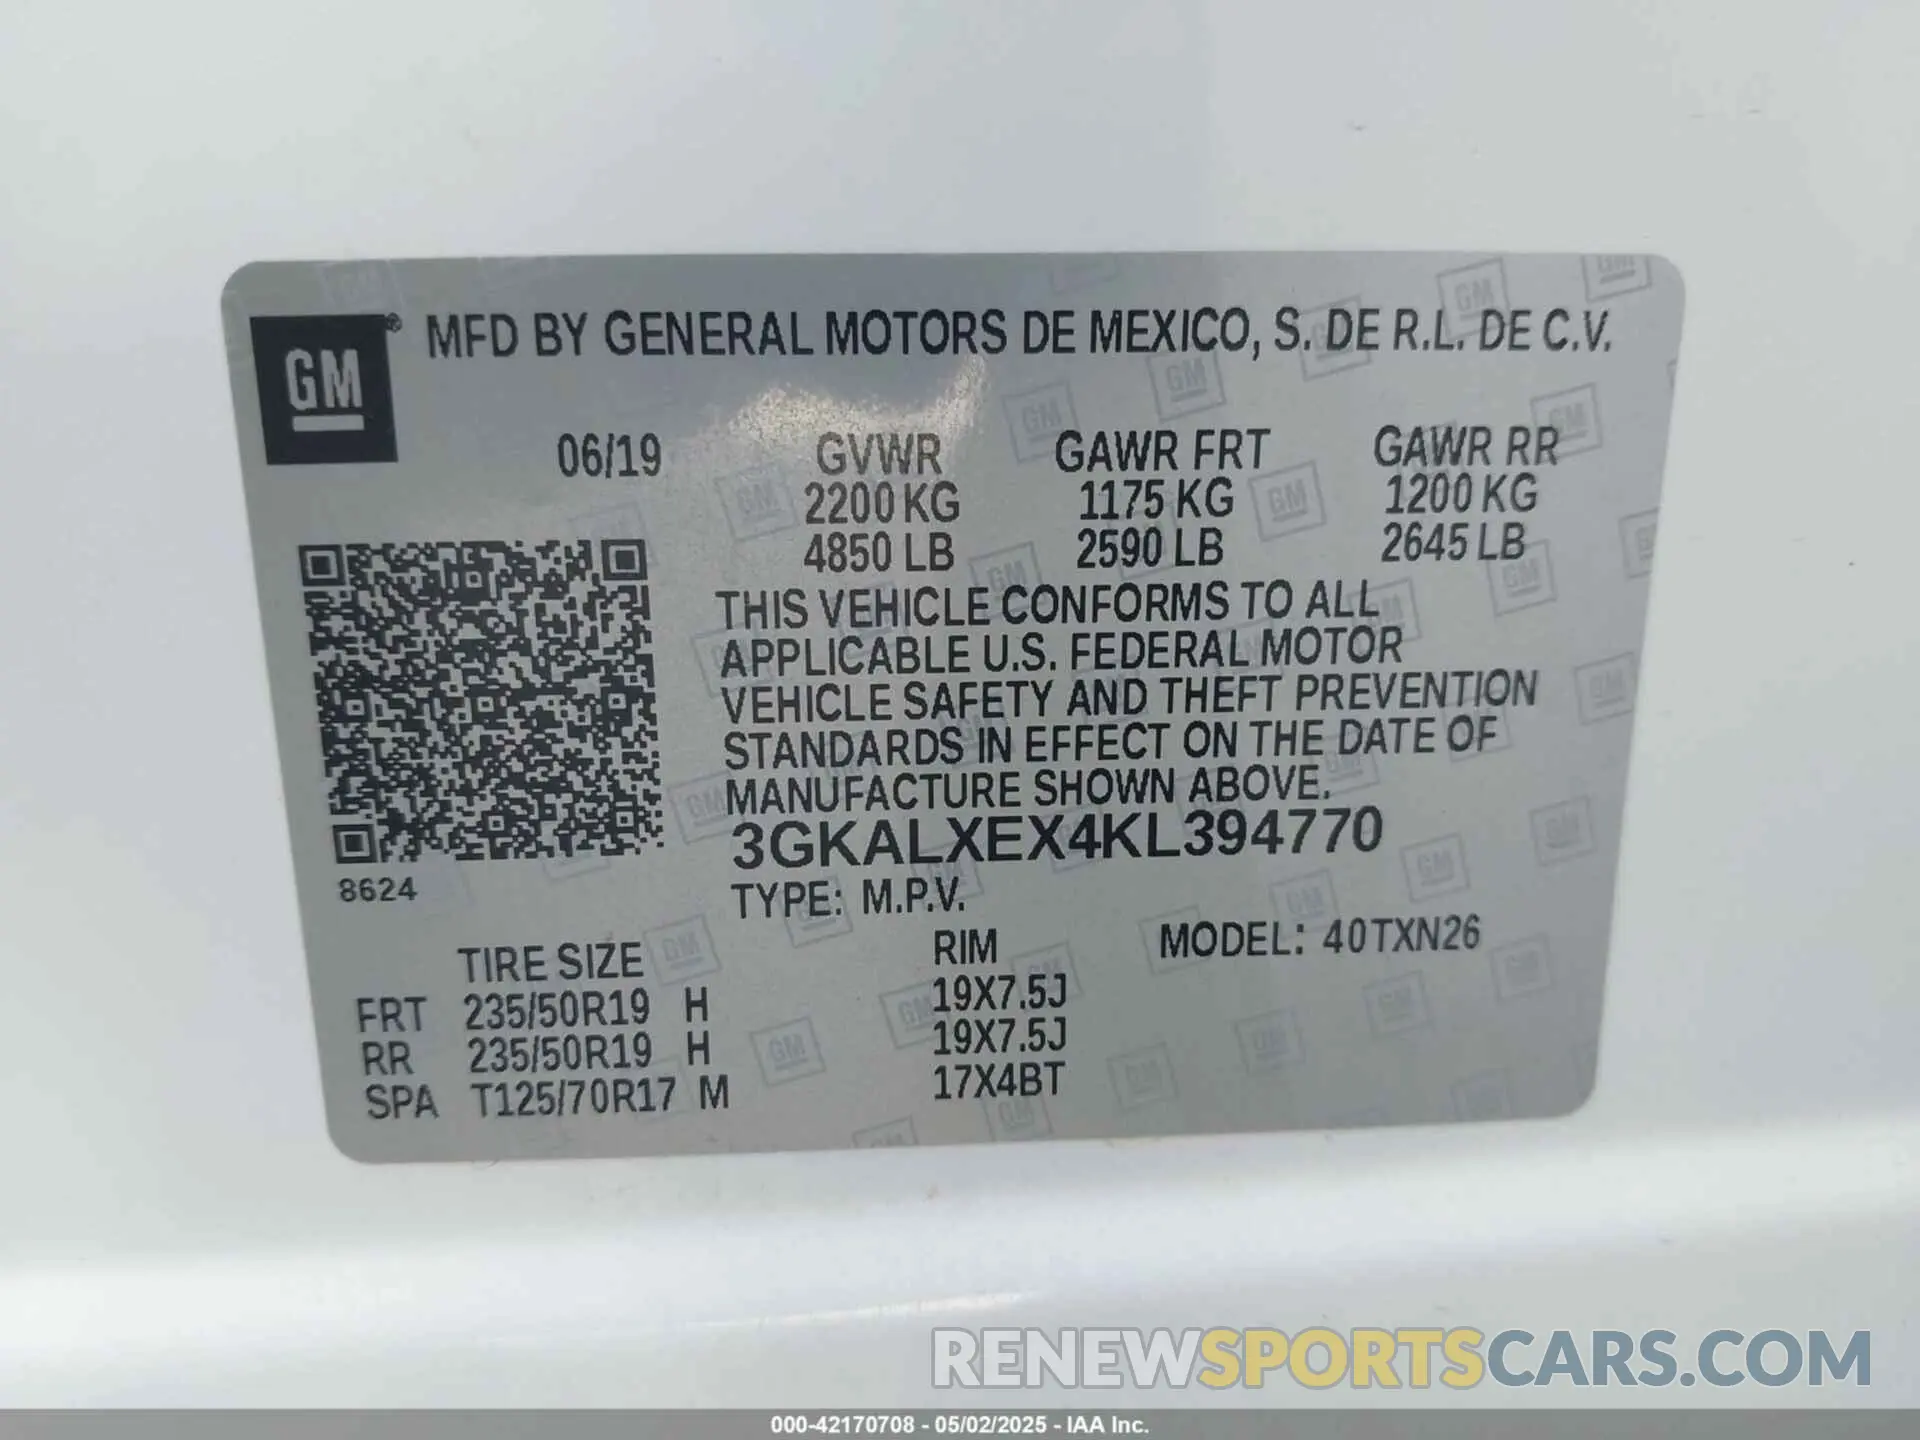 GM® MFD BY GENERAL MOTORS DE MEXICO, S. DE R.L. DE C.V.
06/19 GVWR GAWR FRT GAWR RR
2200 KG 1175 KG 1200 KG
4850 LB 2590 LB 2645 LB
THIS VEHICLE CONFORMS TO ALL
APPLICABLE U.S. FEDERAL MOTOR
VEHICLE SAFETY AND THEFT PREVENTION
STANDARDS IN EFFECT ON THE DATE OF
MANUFACTURE SHOWN ABOVE.
3GKALXEX4KL394770
8624
TYPE: M.P.V.
TIRE SIZE RIM MODEL: 40TXN26
FRT 235/50R19 H 19X7.5J
RR 235/50R19 H 19X7.5J
SPA T125/70R17 M 17X4BT
RENEWSPORTSCARS.COM
000-42170708 - 05/02/2025 - IAA Inc.